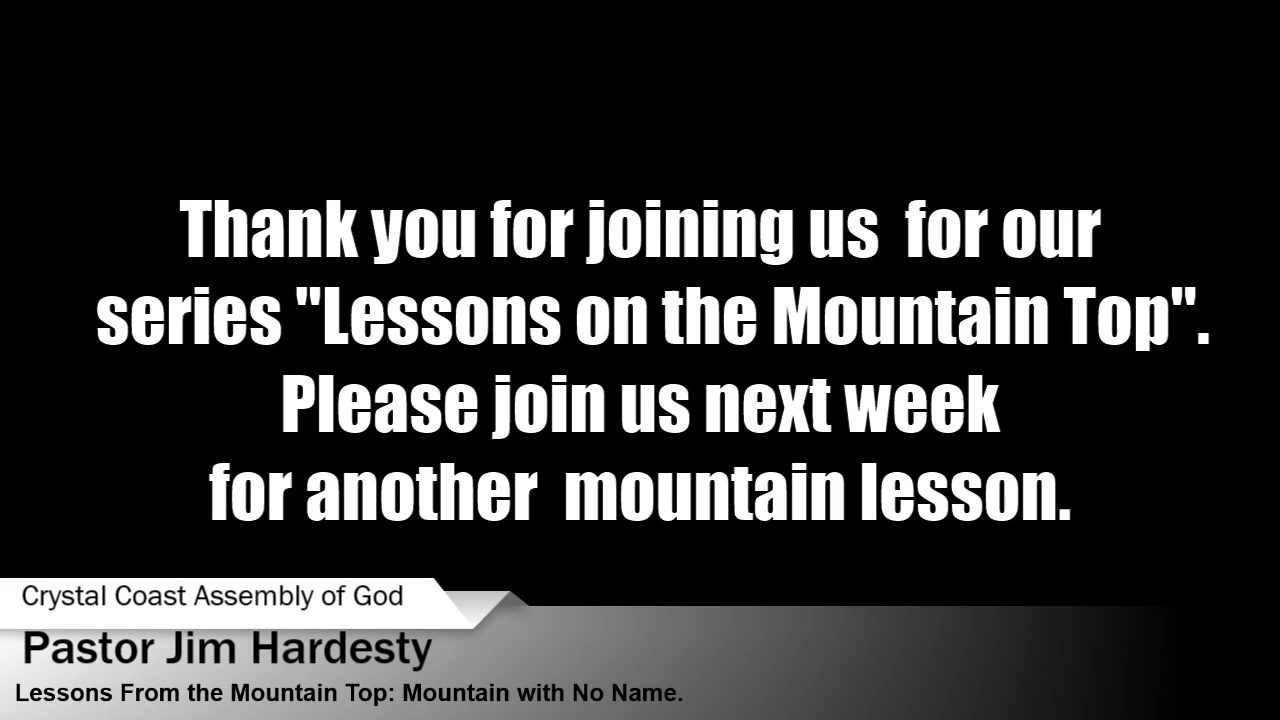 Thank you for joining us  for our
series "Lessons on the Mountain Top".
Please join us next week
for another  mountain lesson.
Crystal Coast Assembly of God
Pastor Jim Hardesty
Lessons From the Mountain Top: Mountain with No Name.